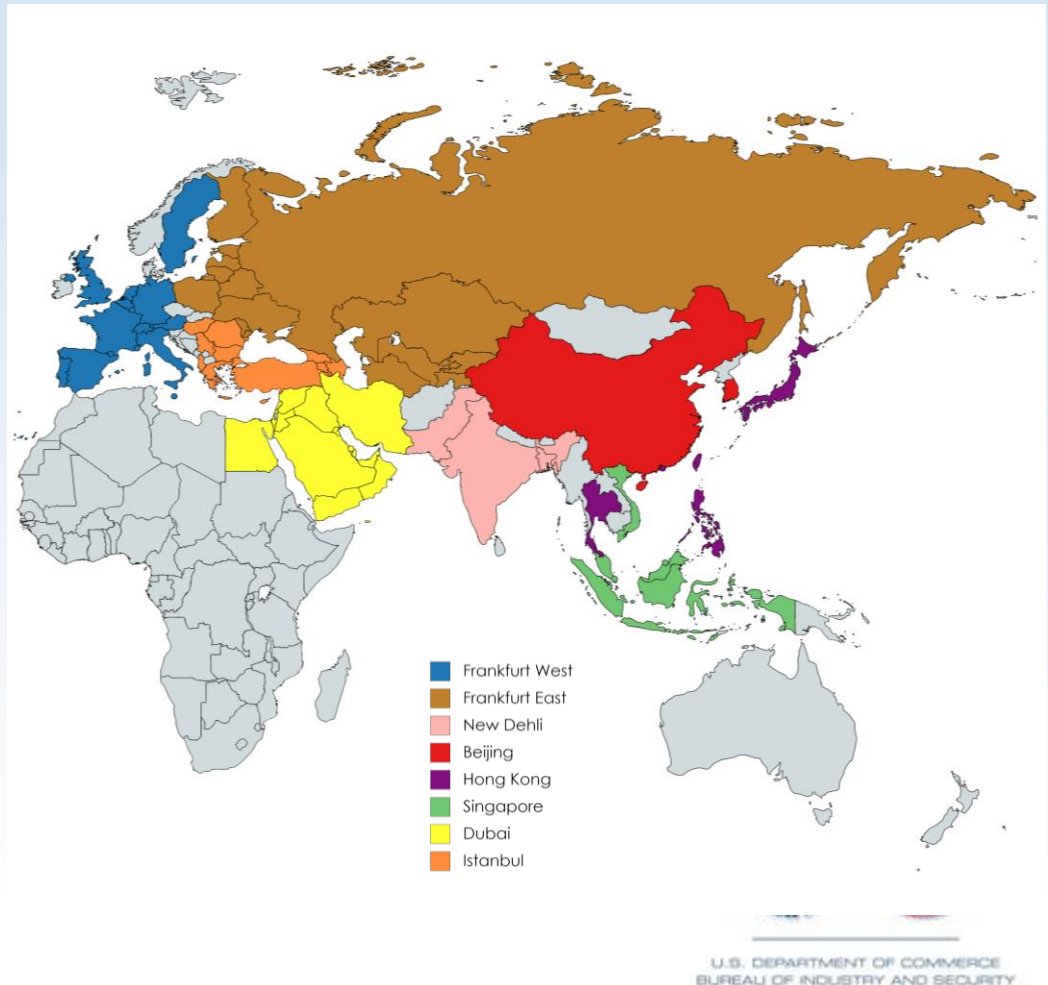 Frankfurt West
Frankfurt East
New Dehli
Beijing
Hong Kong
Singapore
Dubai
Istanbul
U.S. DEPARTMENT OF COMMERCE
BUREAU OF INDUSTRY AND SECURITY